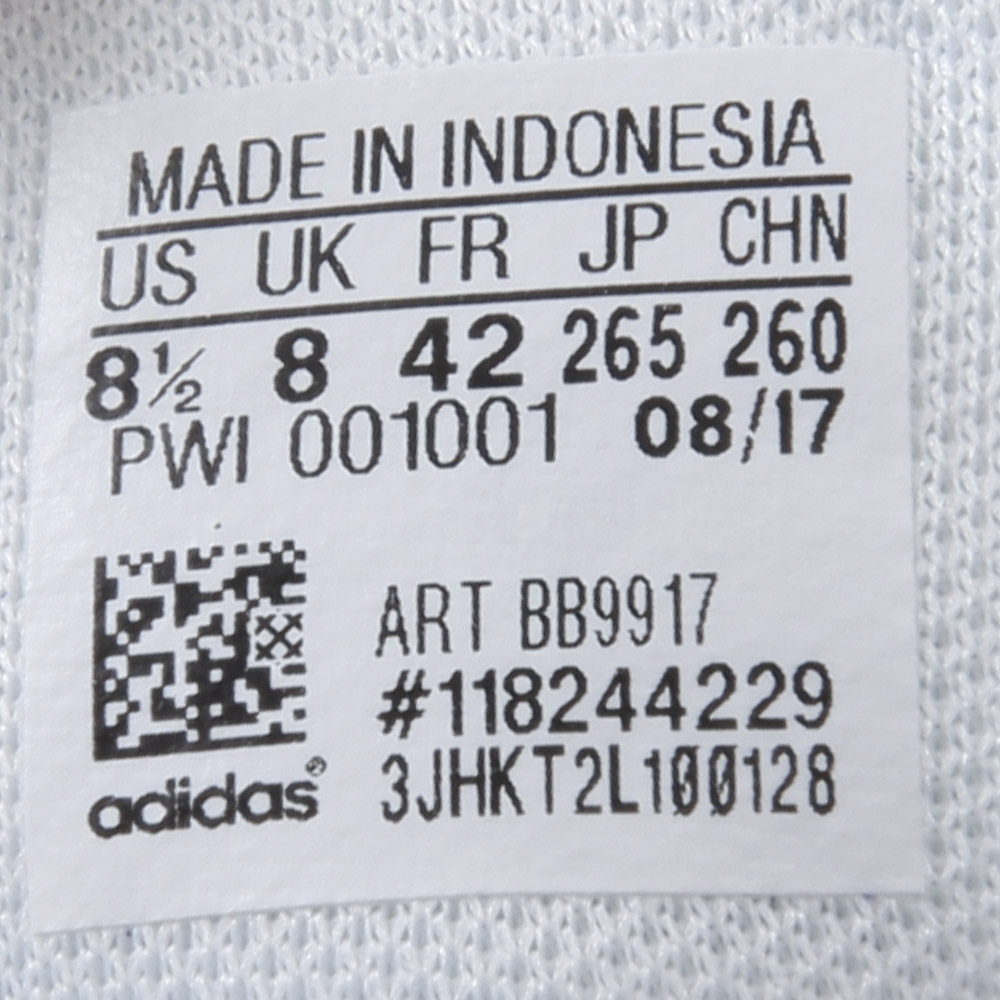 MADE IN INDONESIA
US UK FR JP CHN
8½ 8 42 265 260
PWI 001001 08/17
ART BB9917
#118244229
3JHKT2L100128
adidas®